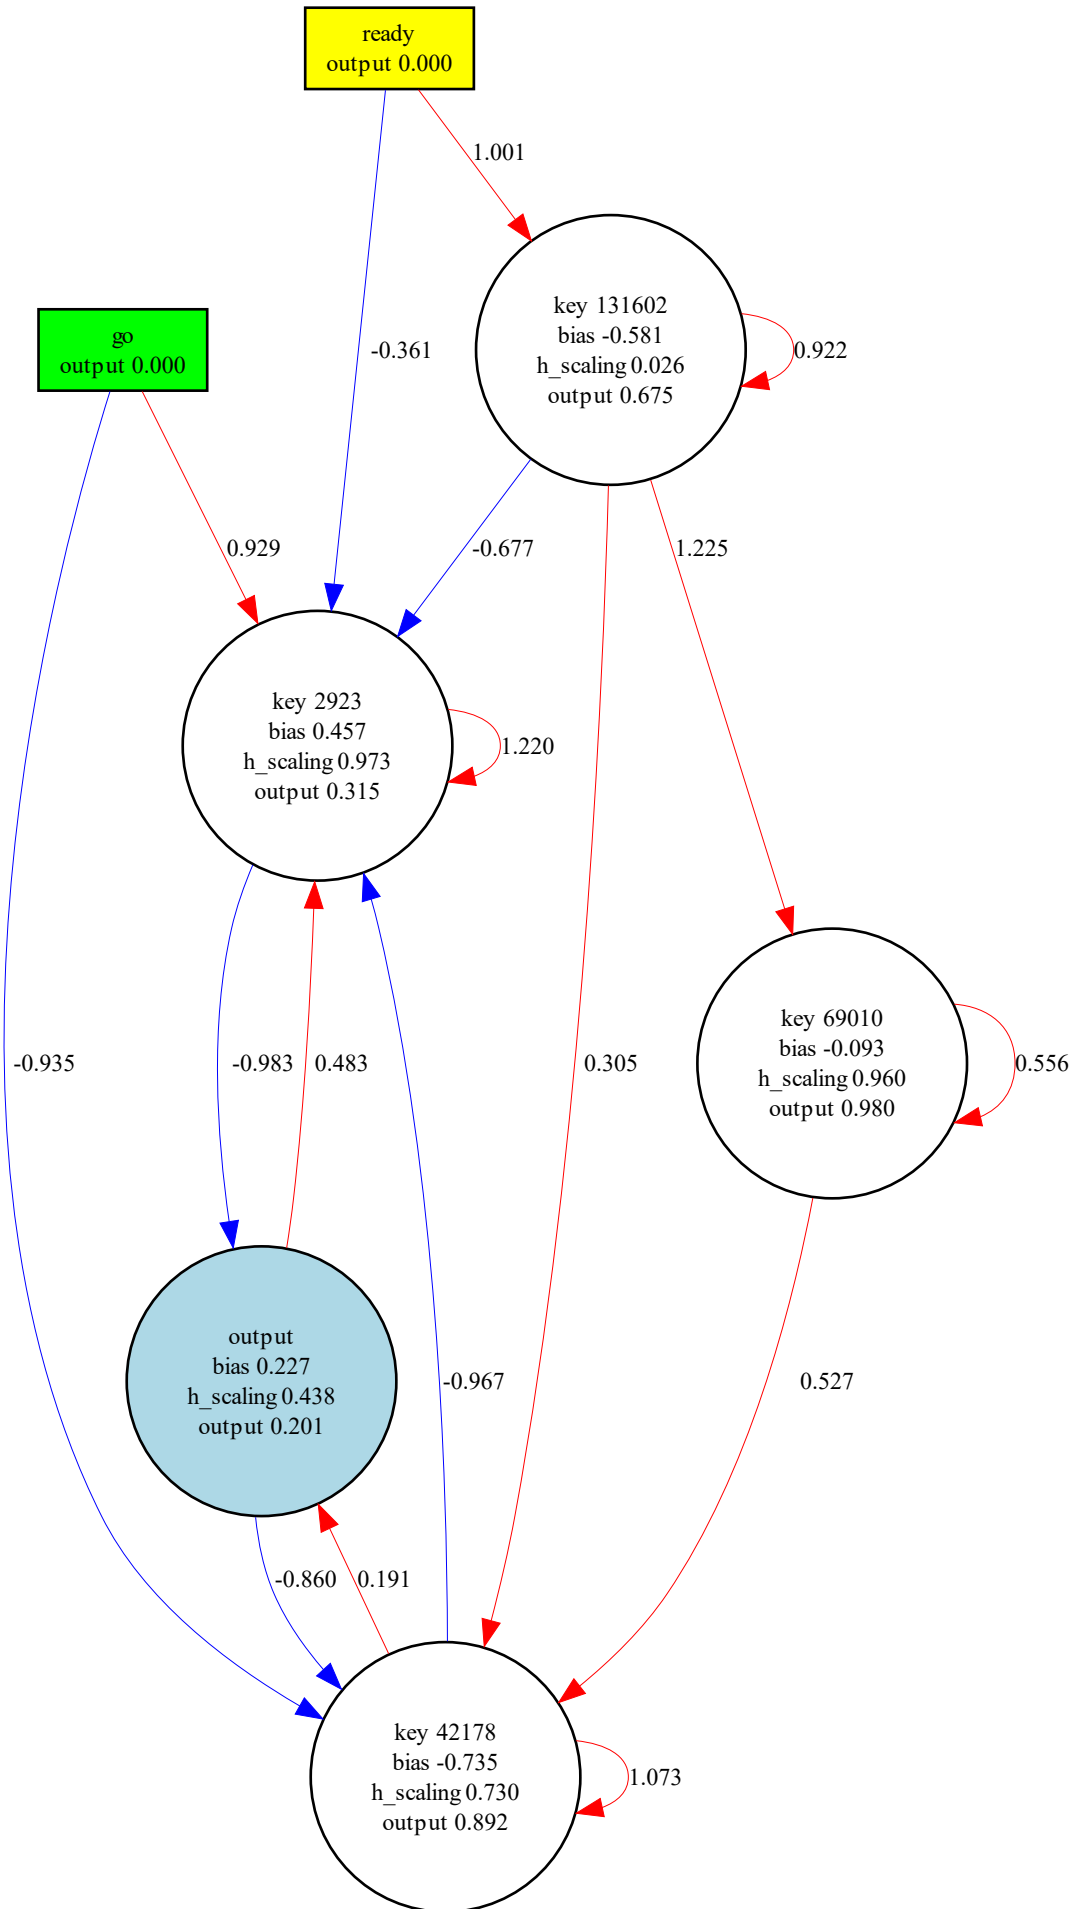 ready
output 0.000
1.001
key 131602
bias -0.581
h_scaling 0.026
output 0.675
0.922
go
output 0.000
-0.361
0.929
-0.677
1.225
key 2923
bias 0.457
h_scaling 0.973
output 0.315
1.220
key 69010
bias -0.093
h_scaling 0.960
output 0.980
0.556
-0.935
-0.983
0.483
0.305
output
bias 0.227
h_scaling 0.438
output 0.201
-0.967
0.527
-0.860
0.191
key 42178
bias -0.735
h_scaling 0.730
output 0.892
1.073